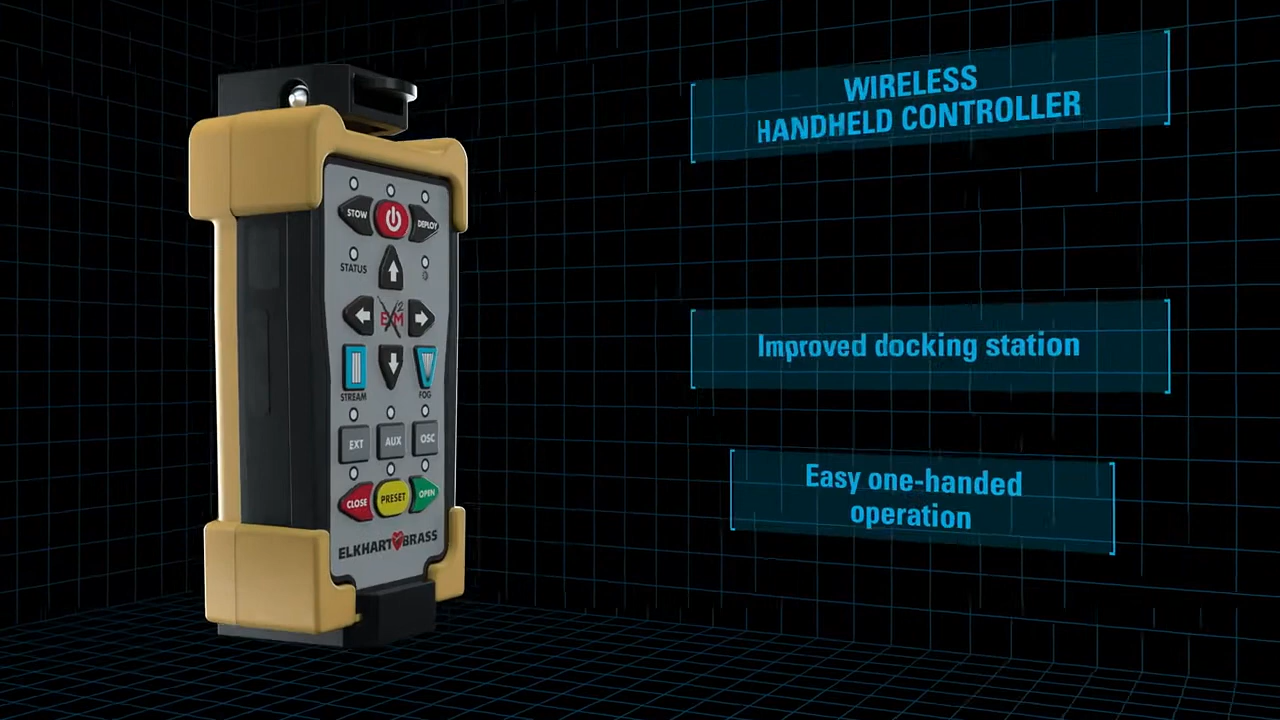 WIRELESS
HANDHELD CONTROLLER
Improved docking station
Easy one-handed
operation
STOW
DEPLOY
STATUS
EXM2
STREAM
FOG
EXT
AUX
OSC
CLOSE
PRESET
OPEN
ELKHART BRASS